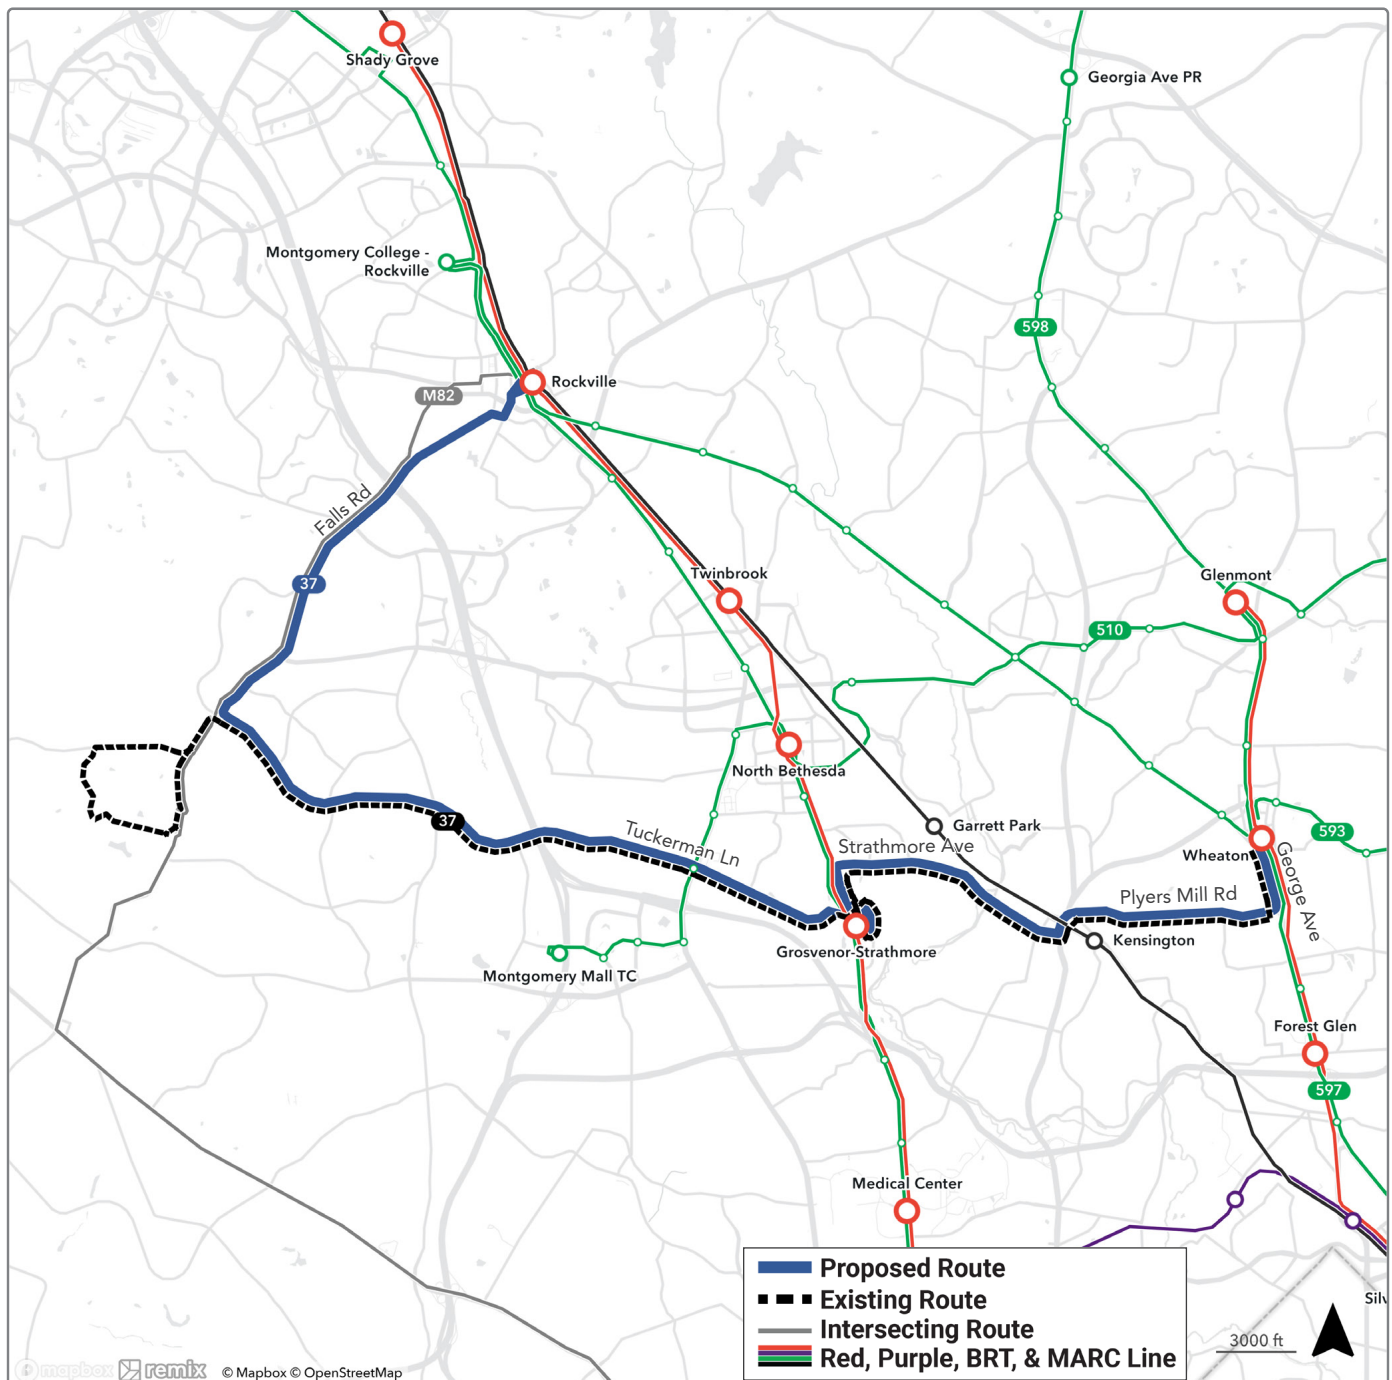 Shady Grove
Georgia Ave PR
Montgomery College -
Rockville
598
Rockville
M82
Falls Rd
37
Twinbrook
Glenmont
510
North Bethesda
37
Tuckerman Ln
Garrett Park
Strathmore Ave
593
Wheaton
George Ave
Plyers Mill Rd
Kensington
Grosvenor-Strathmore
Montgomery Mall TC
Forest Glen
597
Medical Center
Proposed Route
Existing Route
Intersecting Route
Red, Purple, BRT, & MARC Line
Silv
3000 ft
mapbox remix © Mapbox © OpenStreetMap